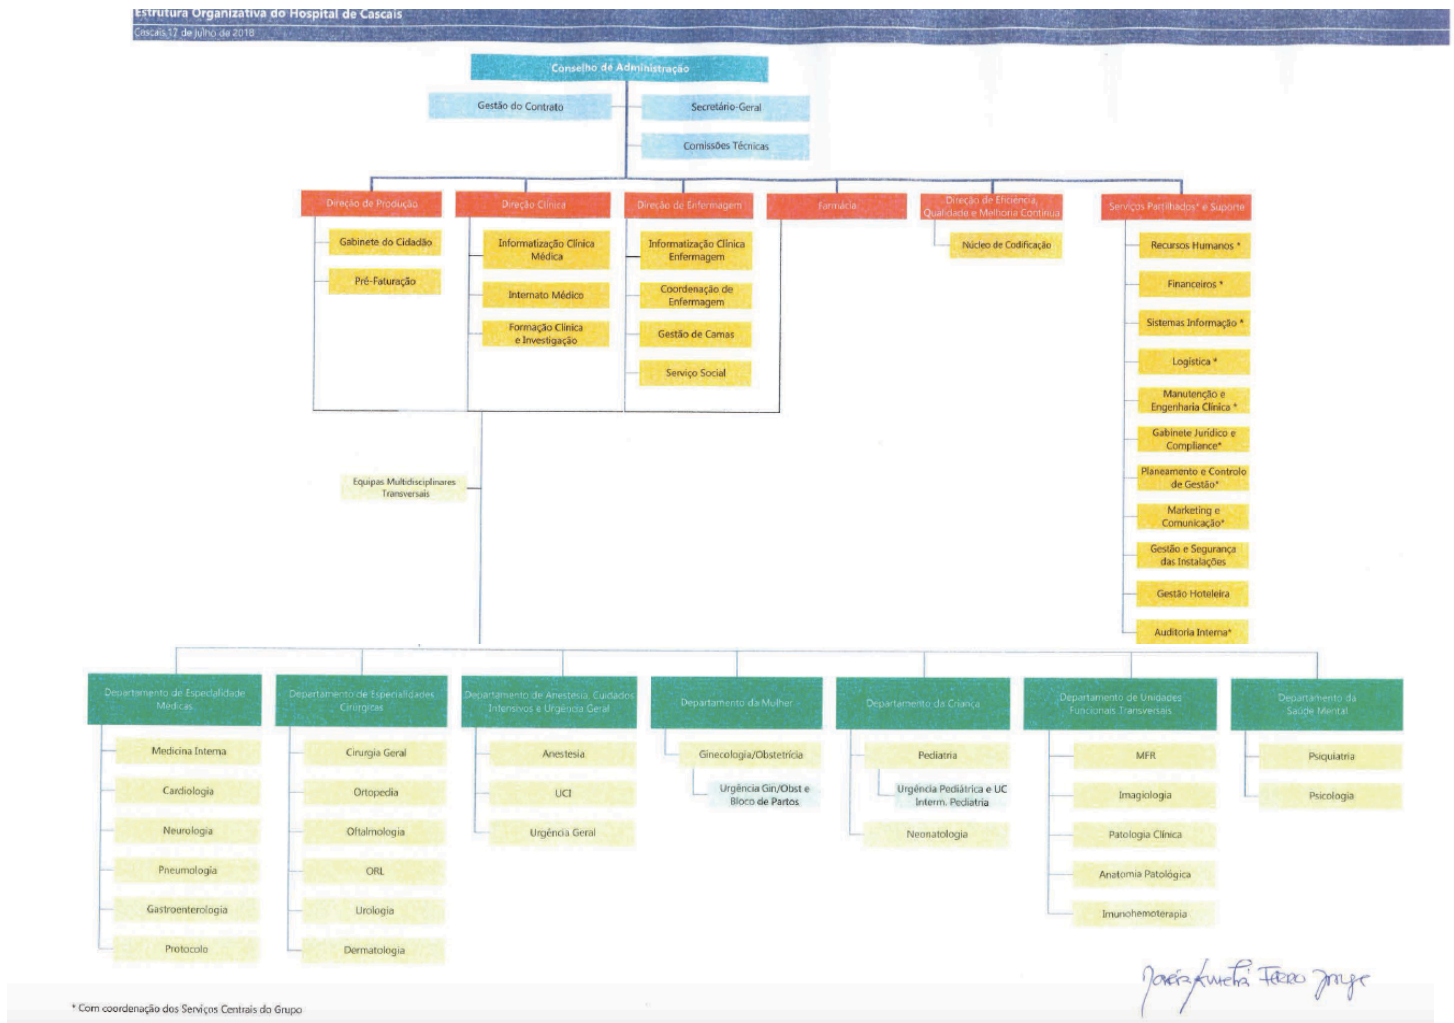 Estrutura Organizativa do Hospital de Cascais
Cascais 17 de julho de 2018
Conselho de Administração
Gestão do Contrato
Secretário-Geral
Comissões Técnicas
Direção de Produção
Direção Clínica
Direção de Enfermagem
Farmácia
Direção de Eficiência,
Qualidade e Melhoria Contínua
Serviços Partilhados* e Suporte
Gabinete do Cidadão
Pré-Faturação
Informatização Clínica
Médica
Internato Médico
Formação Clínica
e Investigação
Informatização Clínica
Enfermagem
Coordenação de
Enfermagem
Gestão de Camas
Serviço Social
Núcleo de Codificação
Recursos Humanos *
Financeiros *
Sistemas Informação *
Logística *
Manutenção e
Engenharia Clínica *
Gabinete Jurídico e
Compliance*
Planeamento e Controlo
de Gestão*
Marketing e
Comunicação*
Gestão e Segurança
das Instalações
Gestão Hoteleira
Auditoria Interna*
Equipas Multidisciplinares
Transversais
Departamento de Especialidade
Médicas
Medicina Interna
Cardiologia
Neurologia
Pneumologia
Gastroenterologia
Protocolo
Departamento de Especialidades
Cirúrgicas
Cirurgia Geral
Ortopedia
Oftalmologia
ORL
Urologia
Dermatologia
Departamento de Anestesia, Cuidados
Intensivos e Urgência Geral
Anestesia
UCI
Urgência Geral
Departamento da Mulher
Ginecologia/Obstetrícia
Urgência Gin/Obst e
Bloco de Partos
Departamento da Criança
Pediatria
Urgência Pediátrica e UC
Interm. Pediatria
Neonatologia
Departamento de Unidades
Funcionais Transversais
MFR
Imagiologia
Patologia Clínica
Anatomia Patológica
Imunohemoterapia
Departamento da
Saúde Mental
Psiquiatria
Psicologia
* Com coordenação dos Serviços Centrais do Grupo